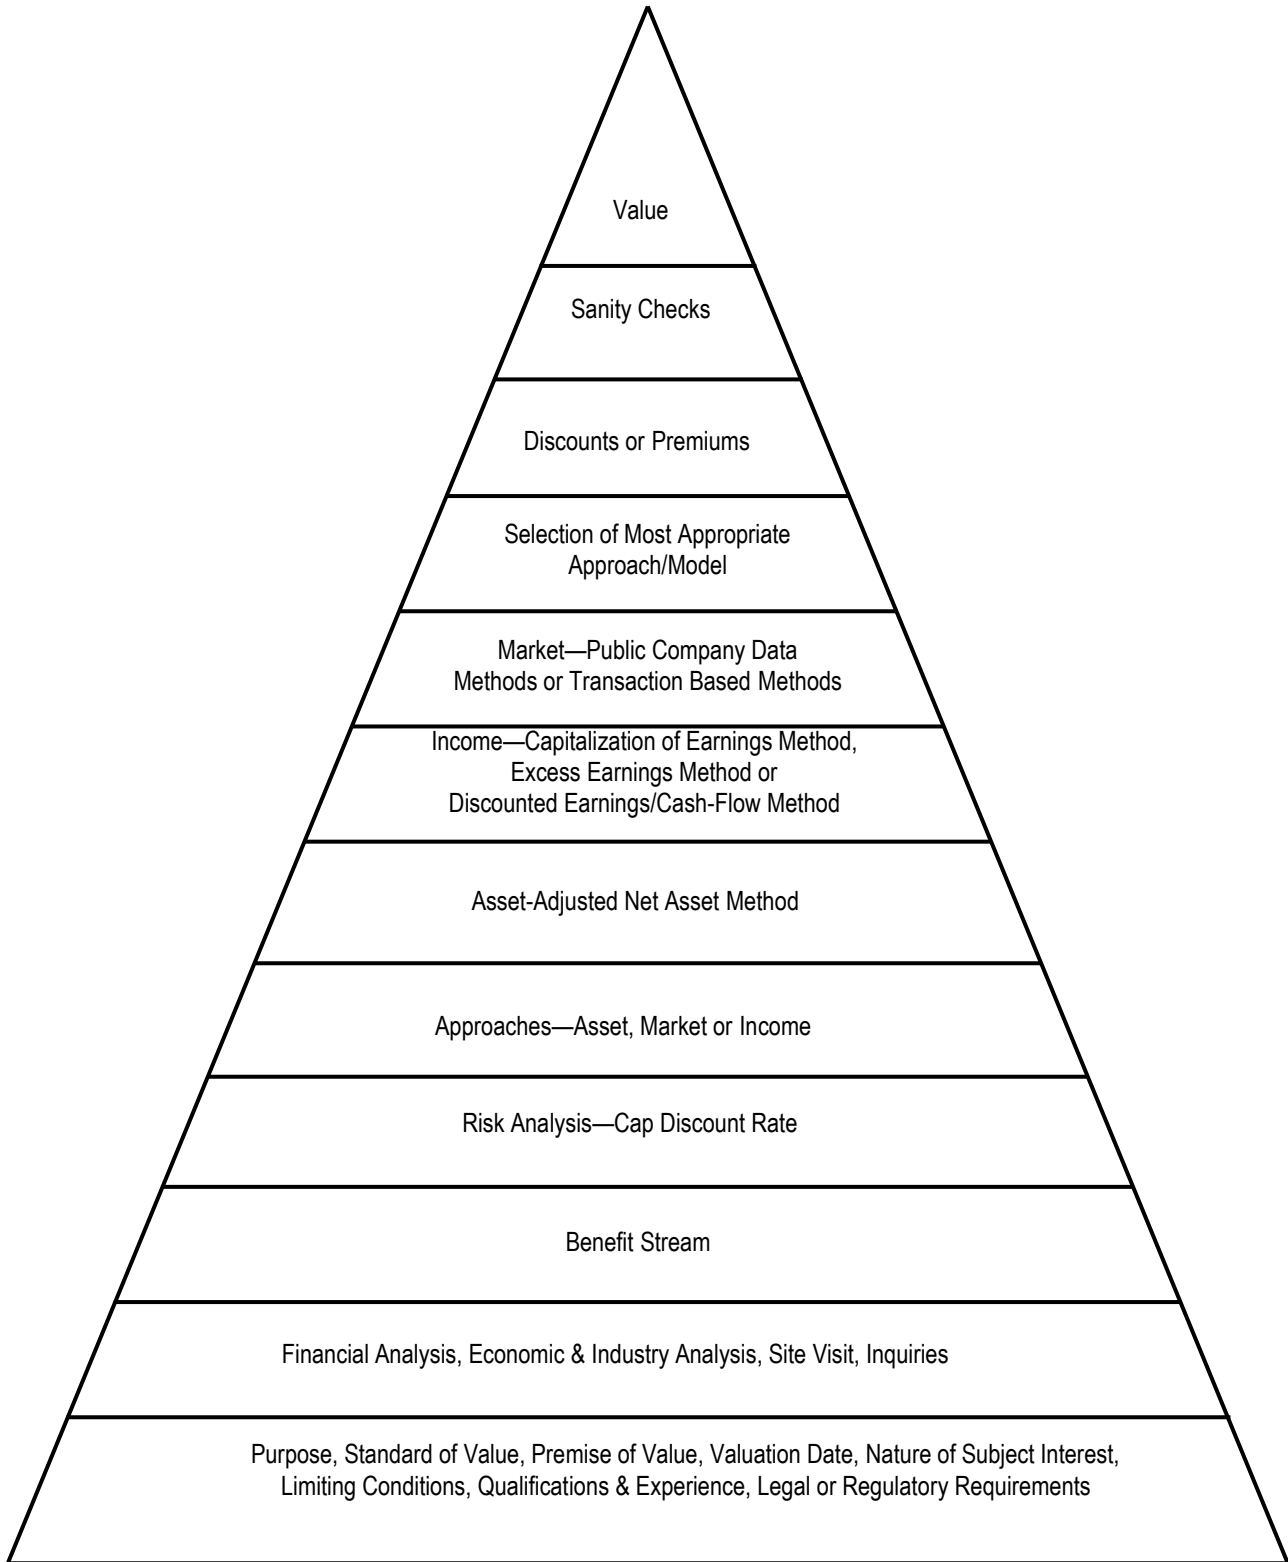 Value
Sanity Checks
Discounts or Premiums
Selection of Most Appropriate
Approach/Model
Market—Public Company Data
Methods or Transaction Based Methods
Income—Capitalization of Earnings Method,
Excess Earnings Method or
Discounted Earnings/Cash-Flow Method
Asset-Adjusted Net Asset Method
Approaches—Asset, Market or Income
Risk Analysis—Cap Discount Rate
Benefit Stream
Financial Analysis, Economic & Industry Analysis, Site Visit, Inquiries
Purpose, Standard of Value, Premise of Value, Valuation Date, Nature of Subject Interest,
Limiting Conditions, Qualifications & Experience, Legal or Regulatory Requirements